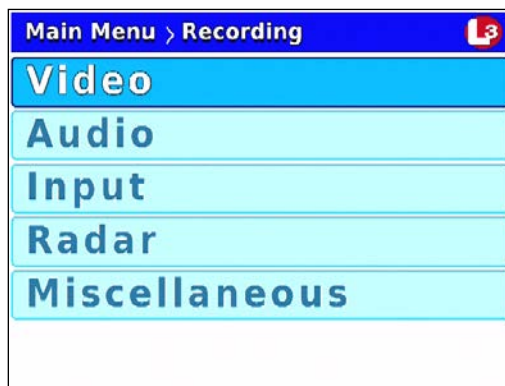 Main Menu > Recording L3
Video
Audio
Input
Radar
Miscellaneous